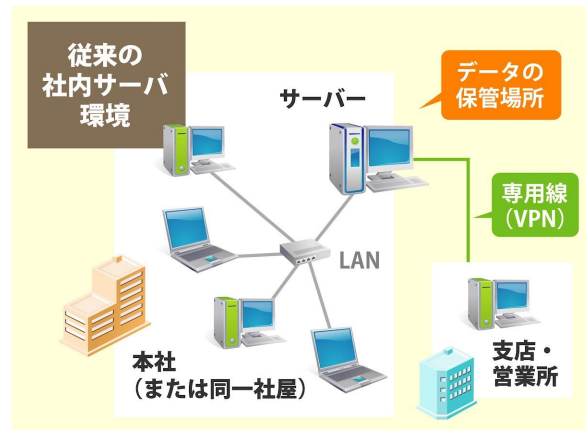 従来の
社内サーバ
環境
サーバー
データの
保管場所
専用線
（VPN）
LAN
本社
（または同一社屋）
支店・
営業所